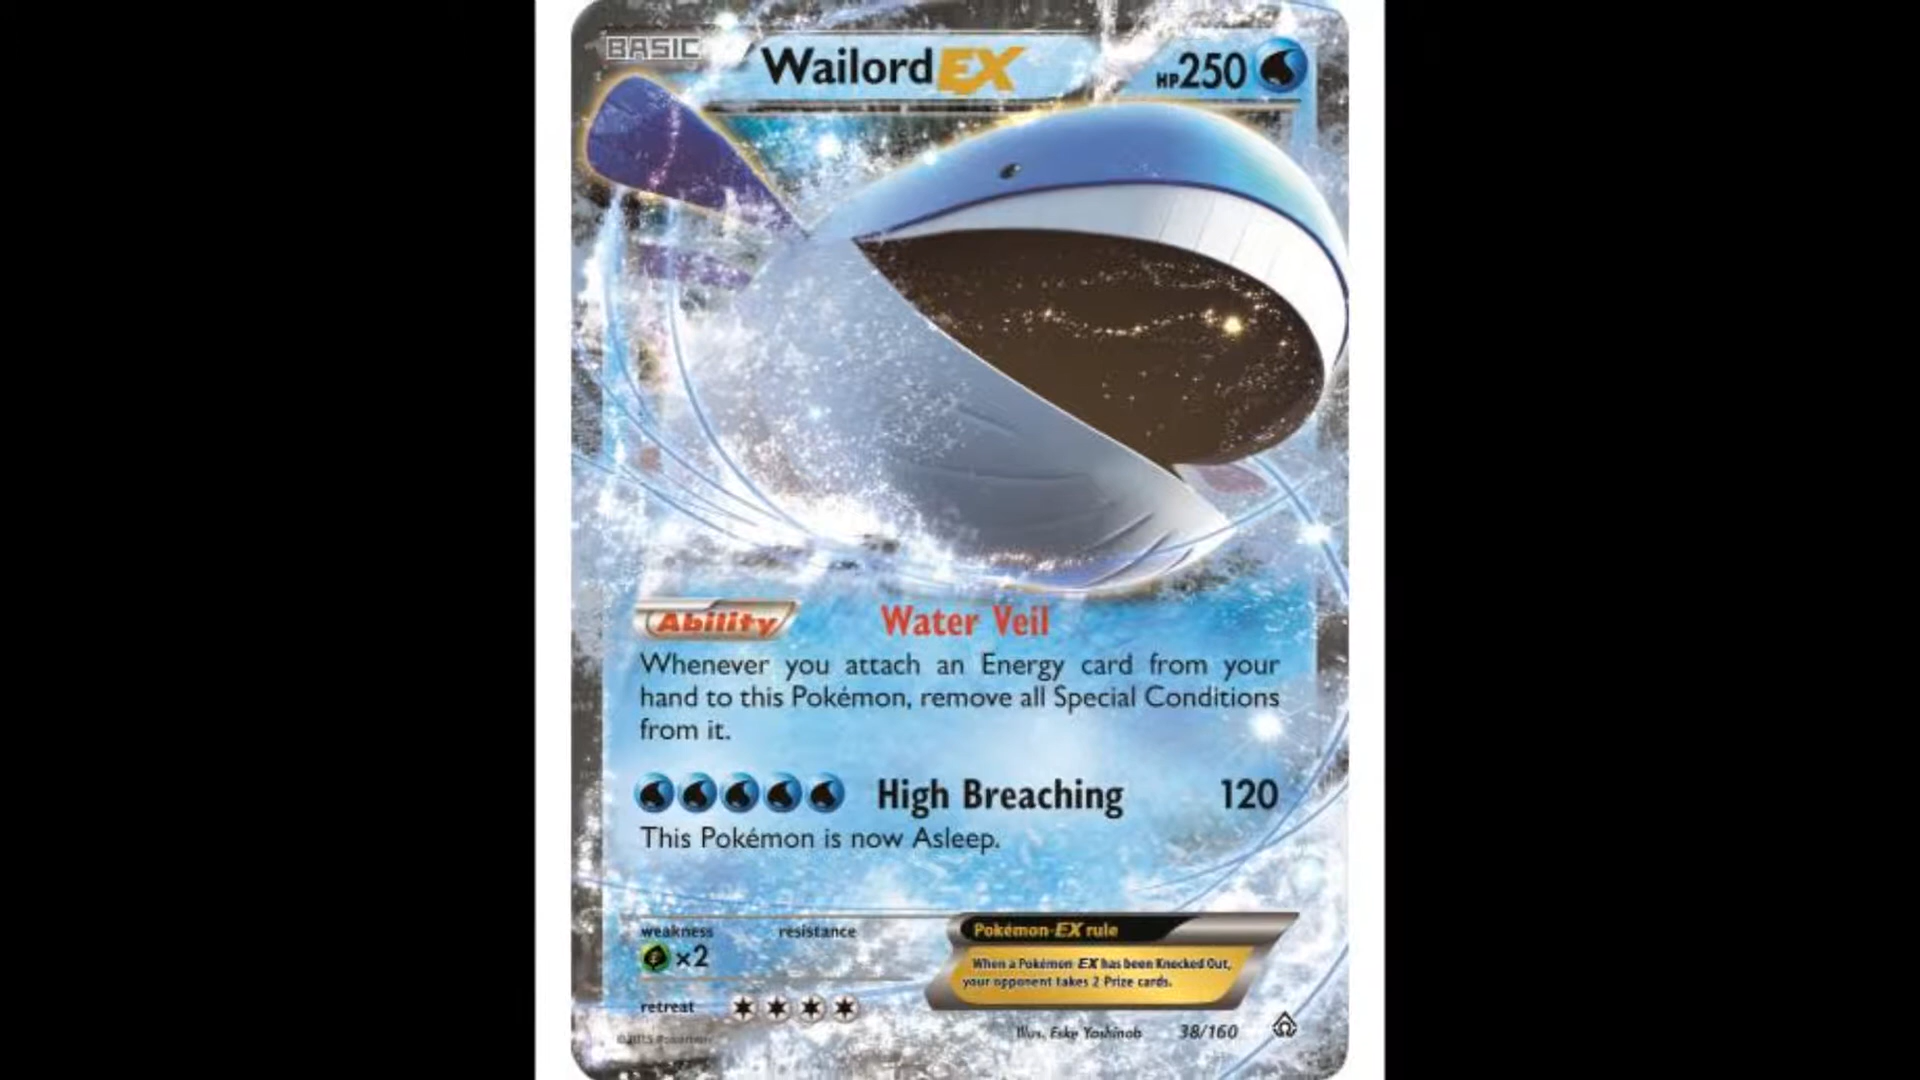 BASIC
Wailord EX
HP250
Ability
Water Veil
Whenever you attach an Energy card from your
hand to this Pokémon, remove all Special Conditions
from it.
High Breaching 120
This Pokémon is now Asleep.
weakness
resistance
×2
Pokémon-EX rule
When a Pokémon-EX has been Knocked Out,
your opponent takes 2 Prize cards.
retreat
Illus. Eske Yoshinob
38/160
©2015 Pokémon